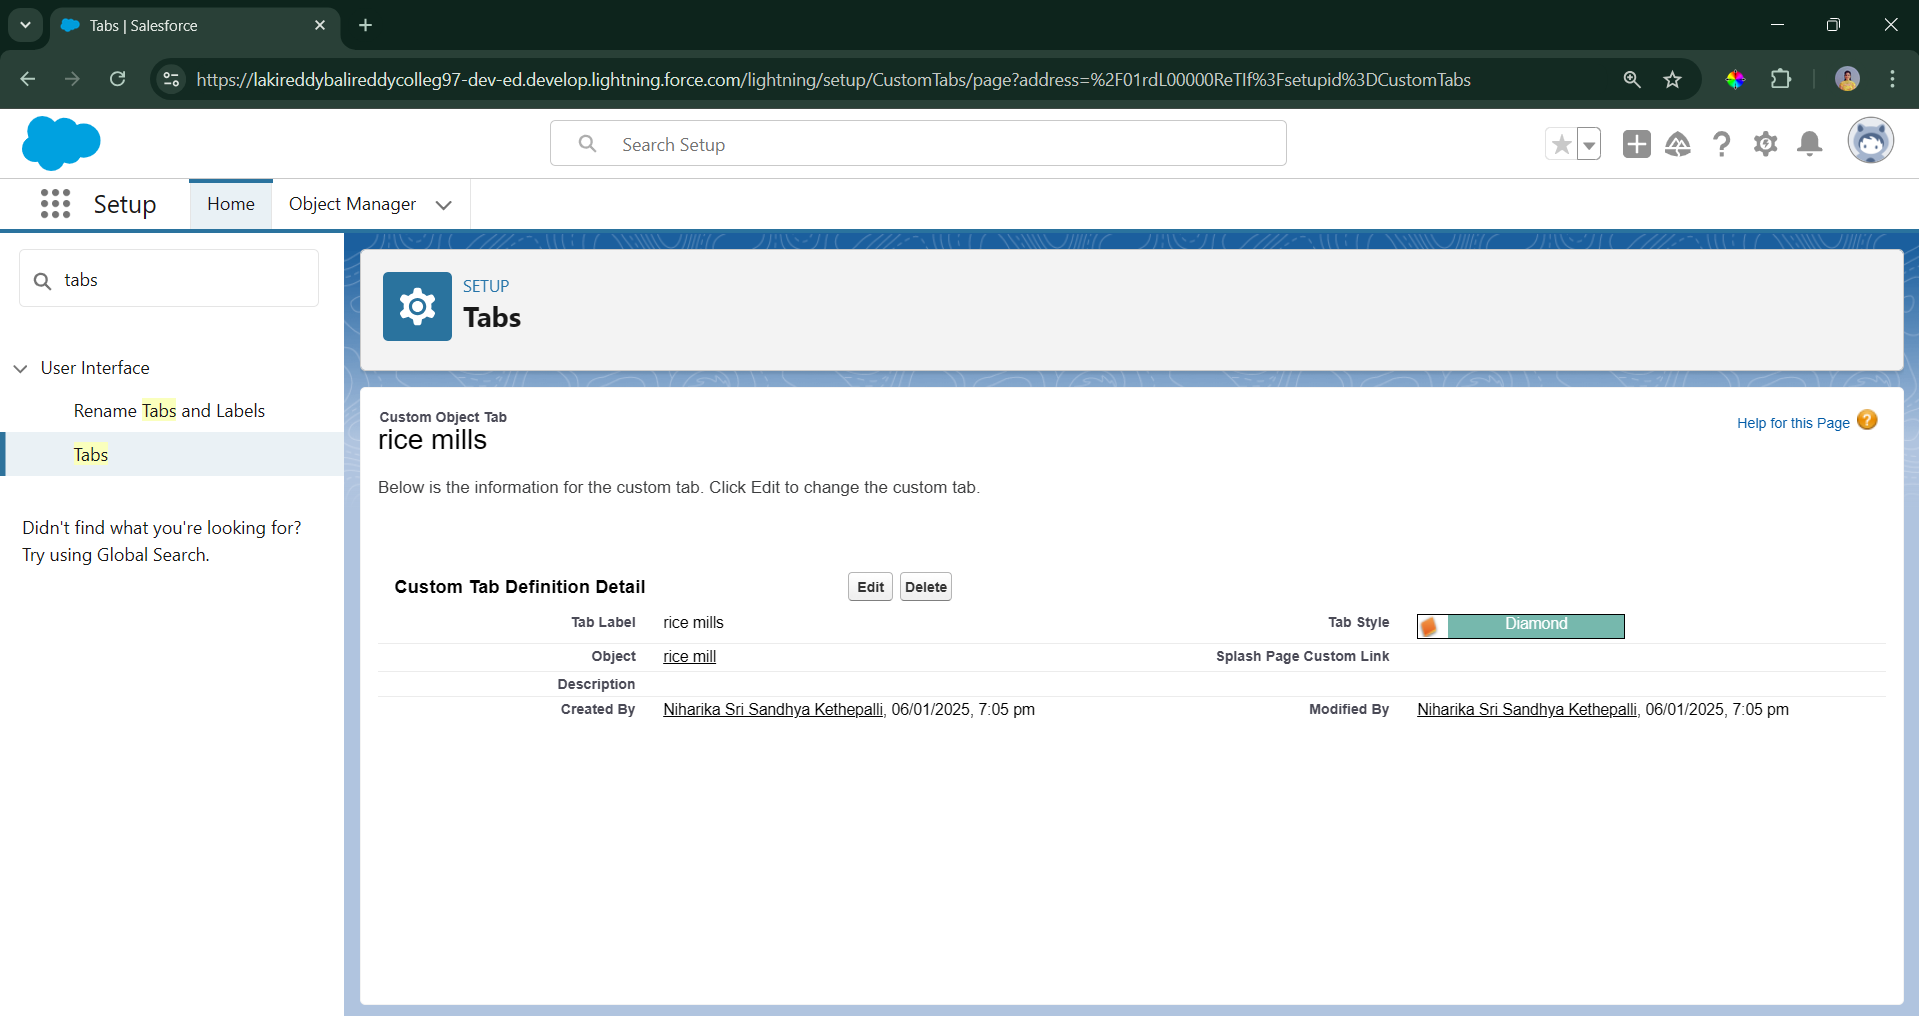 Tabs | Salesforce
https://lakireddybalireddycolleg97-dev-ed.develop.lightning.force.com/lightning/setup/CustomTabs/page?address=%2F01rdL00000ReTIf%3Fsetupid%3DCustomTabs
Search Setup
Setup
Home
Object Manager
tabs
User Interface
Rename Tabs and Labels
Tabs
Didn't find what you're looking for?
Try using Global Search.
SETUP
Tabs
Custom Object Tab
rice mills
Help for this Page
Below is the information for the custom tab. Click Edit to change the custom tab.
Custom Tab Definition Detail
Edit
Delete
Tab Label rice mills
Tab Style Diamond
Object rice mill
Splash Page Custom Link
Description
Created By Niharika Sri Sandhya Kethepalli, 06/01/2025, 7:05 pm
Modified By Niharika Sri Sandhya Kethepalli, 06/01/2025, 7:05 pm